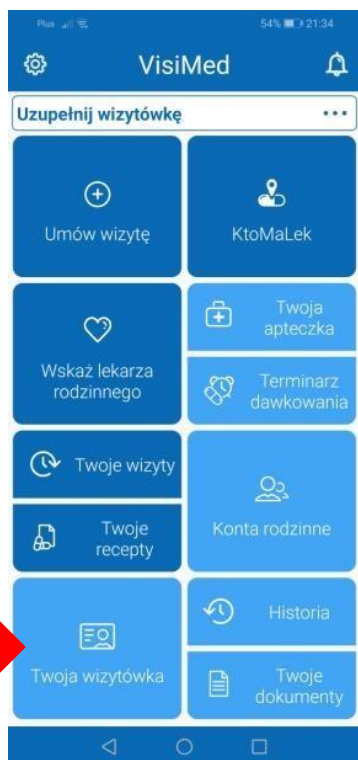 Plus 54% 21:34
VisiMed
Uzupełnij wizytówkę
Umów wizytę
KtoMaLek
Wskaż lekarza
rodzinnego
Twoja
apteczka
Terminarz
dawkowania
Twoje wizyty
Twoje
recepty
Konta rodzinne
Twoja wizytówka
Historia
Twoje
dokumenty